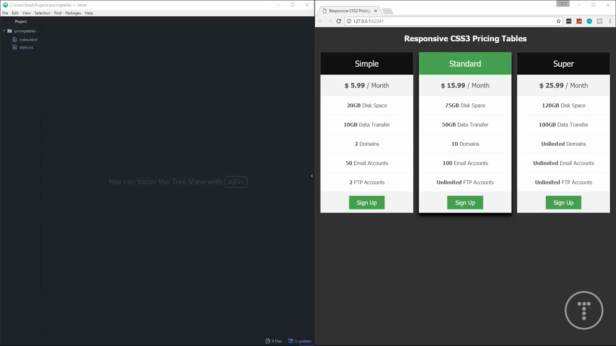 File Edit View Selection Find Packages Help
Project
pricingtables
index.html
style.css
You can focus the Tree View with
0 files
2 updates
Responsive CSS3 Pricing
127.0.0.1
Responsive CSS3 Pricing Tables
Simple
$ 5.99 / Month
20GB Disk Space
10GB Data Transfer
2 Domains
50 Email Accounts
2 FTP Accounts
Sign Up
Standard
$ 15.99 / Month
75GB Disk Space
50GB Data Transfer
10 Domains
100 Email Accounts
Unlimited FTP Accounts
Sign Up
Super
$ 25.99 / Month
120GB Disk Space
100GB Data Transfer
Unlimited Domains
Unlimited Email Accounts
Unlimited FTP Accounts
Sign Up